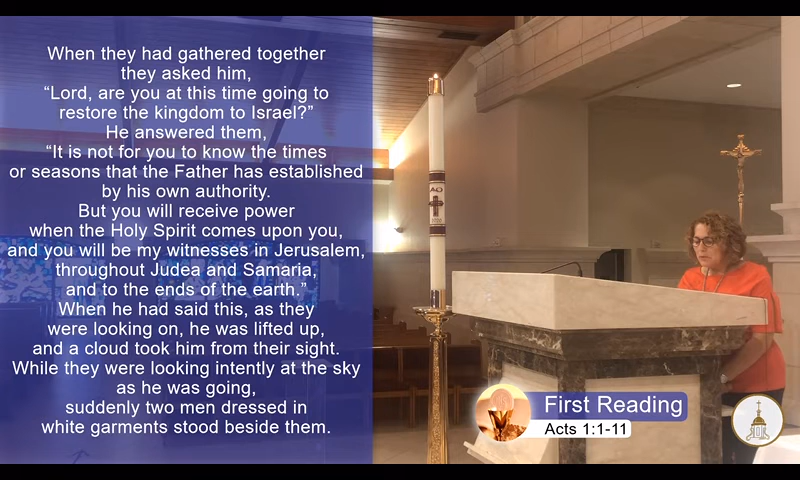 When they had gathered together
they asked him,
“Lord, are you at this time going to
restore the kingdom to Israel?”
He answered them,
“It is not for you to know the times
or seasons that the Father has established
by his own authority.
But you will receive power
when the Holy Spirit comes upon you,
and you will be my witnesses in Jerusalem,
throughout Judea and Samaria,
and to the ends of the earth.”
When he had said this, as they
were looking on, he was lifted up,
and a cloud took him from their sight.
While they were looking intently at the sky
as he was going,
suddenly two men dressed in
white garments stood beside them.
First Reading
Acts 1:1-11